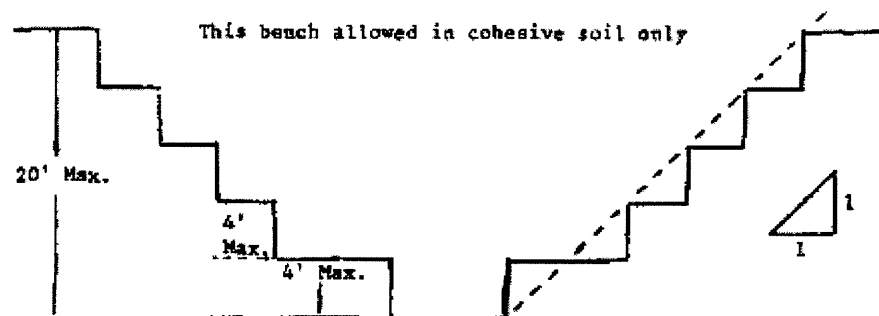 This bench allowed in cohesive soil only
20' Max.
4'
Max.
4' Max.
1
1